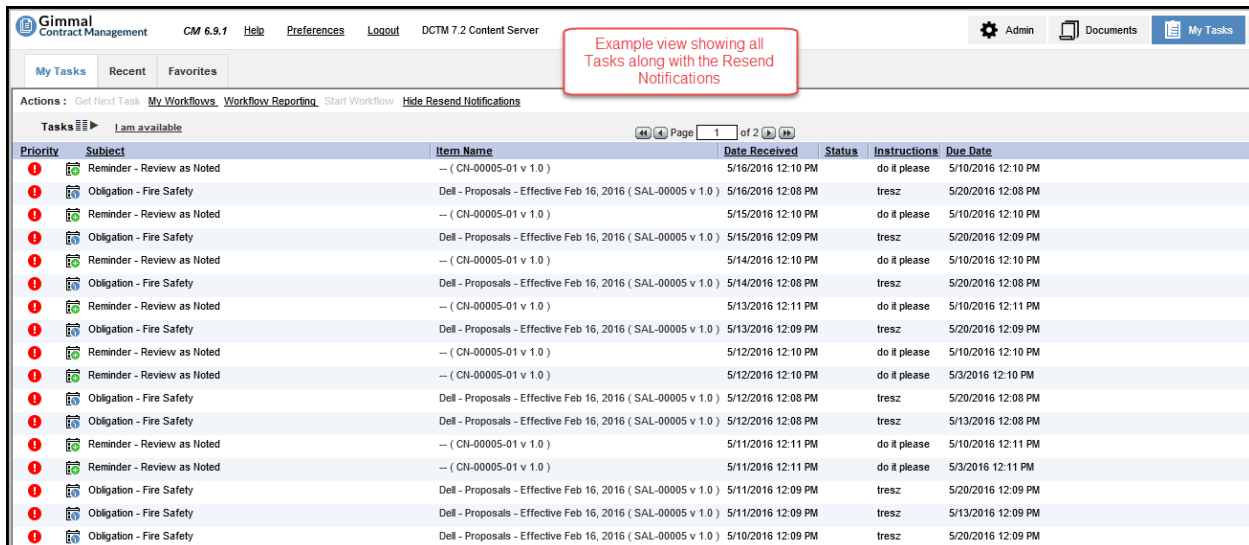 Gimmal
Contract Management CM 6.9.1 Help Preferences Logout DCTM 7.2 Content Server Admin Documents My Tasks
Example view showing all
Tasks along with the Resend
Notifications
My Tasks Recent Favorites
Actions : Get Next Task My Workflows Workflow Reporting Start Workflow Hide Resend Notifications
Tasks I am available Page 1 of 2
Priority Subject Item Name Date Received Status Instructions Due Date
Reminder - Review as Noted -- ( CN-00005-01 v 1.0 ) 5/16/2016 12:10 PM do it please 5/10/2016 12:10 PM
Obligation - Fire Safety Dell - Proposals - Effective Feb 16, 2016 ( SAL-00005 v 1.0 ) 5/16/2016 12:08 PM tresz 5/20/2016 12:08 PM
Reminder - Review as Noted -- ( CN-00005-01 v 1.0 ) 5/15/2016 12:10 PM do it please 5/10/2016 12:10 PM
Obligation - Fire Safety Dell - Proposals - Effective Feb 16, 2016 ( SAL-00005 v 1.0 ) 5/15/2016 12:09 PM tresz 5/20/2016 12:09 PM
Reminder - Review as Noted -- ( CN-00005-01 v 1.0 ) 5/14/2016 12:10 PM do it please 5/10/2016 12:10 PM
Obligation - Fire Safety Dell - Proposals - Effective Feb 16, 2016 ( SAL-00005 v 1.0 ) 5/14/2016 12:08 PM tresz 5/20/2016 12:08 PM
Reminder - Review as Noted -- ( CN-00005-01 v 1.0 ) 5/13/2016 12:11 PM do it please 5/10/2016 12:11 PM
Obligation - Fire Safety Dell - Proposals - Effective Feb 16, 2016 ( SAL-00005 v 1.0 ) 5/13/2016 12:09 PM tresz 5/20/2016 12:09 PM
Reminder - Review as Noted -- ( CN-00005-01 v 1.0 ) 5/12/2016 12:10 PM do it please 5/10/2016 12:10 PM
Reminder - Review as Noted -- ( CN-00005-01 v 1.0 ) 5/12/2016 12:10 PM do it please 5/3/2016 12:10 PM
Obligation - Fire Safety Dell - Proposals - Effective Feb 16, 2016 ( SAL-00005 v 1.0 ) 5/12/2016 12:08 PM tresz 5/20/2016 12:08 PM
Obligation - Fire Safety Dell - Proposals - Effective Feb 16, 2016 ( SAL-00005 v 1.0 ) 5/12/2016 12:08 PM tresz 5/13/2016 12:08 PM
Reminder - Review as Noted -- ( CN-00005-01 v 1.0 ) 5/11/2016 12:11 PM do it please 5/10/2016 12:11 PM
Reminder - Review as Noted -- ( CN-00005-01 v 1.0 ) 5/11/2016 12:11 PM do it please 5/3/2016 12:11 PM
Obligation - Fire Safety Dell - Proposals - Effective Feb 16, 2016 ( SAL-00005 v 1.0 ) 5/11/2016 12:09 PM tresz 5/20/2016 12:09 PM
Obligation - Fire Safety Dell - Proposals - Effective Feb 16, 2016 ( SAL-00005 v 1.0 ) 5/11/2016 12:09 PM tresz 5/13/2016 12:09 PM
Obligation - Fire Safety Dell - Proposals - Effective Feb 16, 2016 ( SAL-00005 v 1.0 ) 5/10/2016 12:09 PM tresz 5/20/2016 12:09 PM